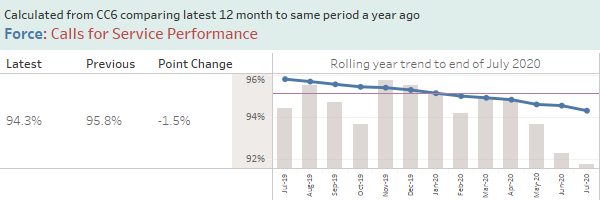 Calculated from CC6 comparing latest 12 month to same period a year ago
Force: Calls for Service Performance
Latest Previous Point Change Rolling year trend to end of July 2020
96%
94.3% 95.8% -1.5% 94%
92%
Jul-19 Aug-19 Sep-19 Oct-19 Nov-19 Dec-19 Jan-20 Feb-20 Mar-20 Apr-20 May-20 Jun-20 Jul-20